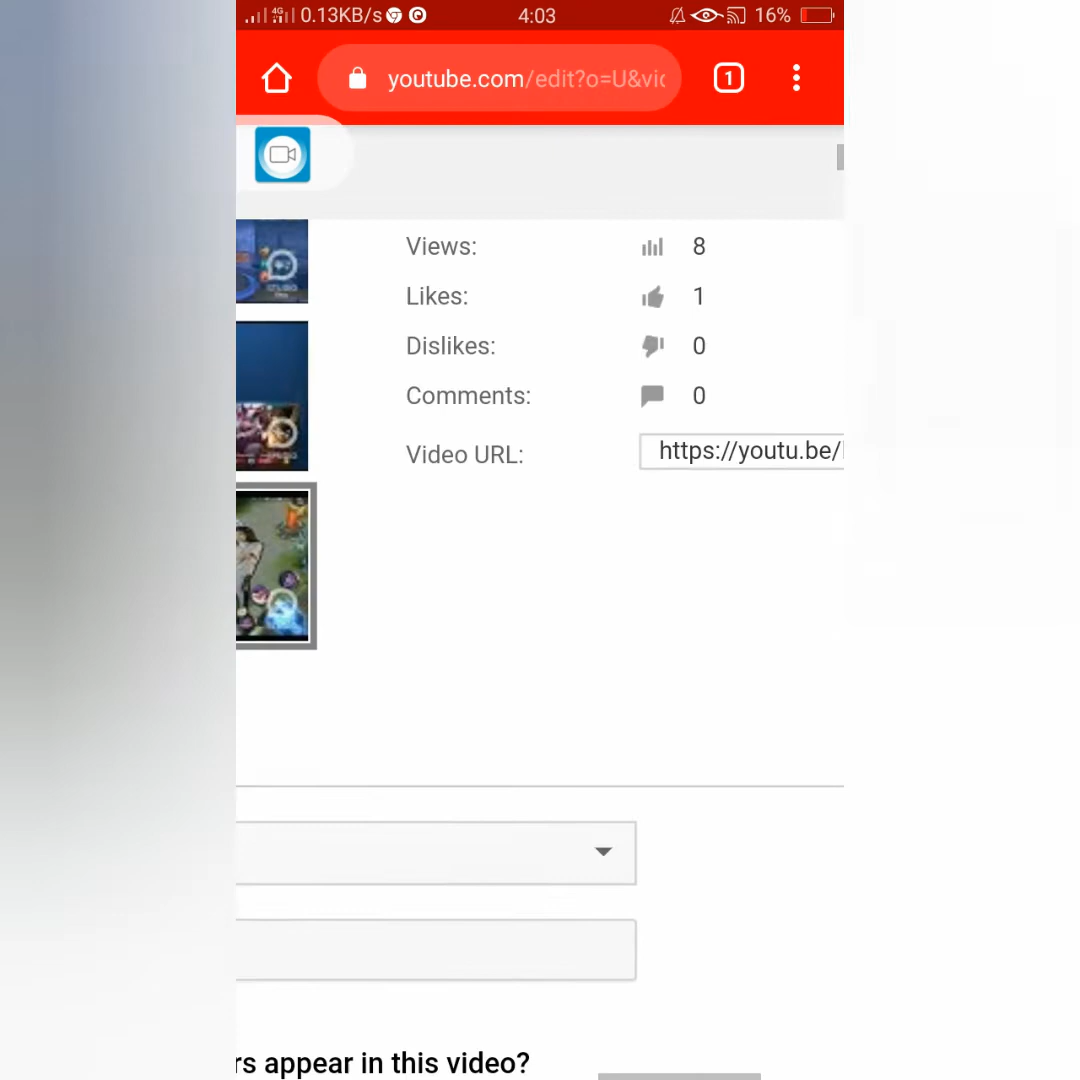 4G 0.13KB/s 4:03 16%
youtube.com/edit?o=U&vic
1
Views: 8
Likes: 1
Dislikes: 0
Comments: 0
Video URL: https://youtu.be/
rs appear in this video?